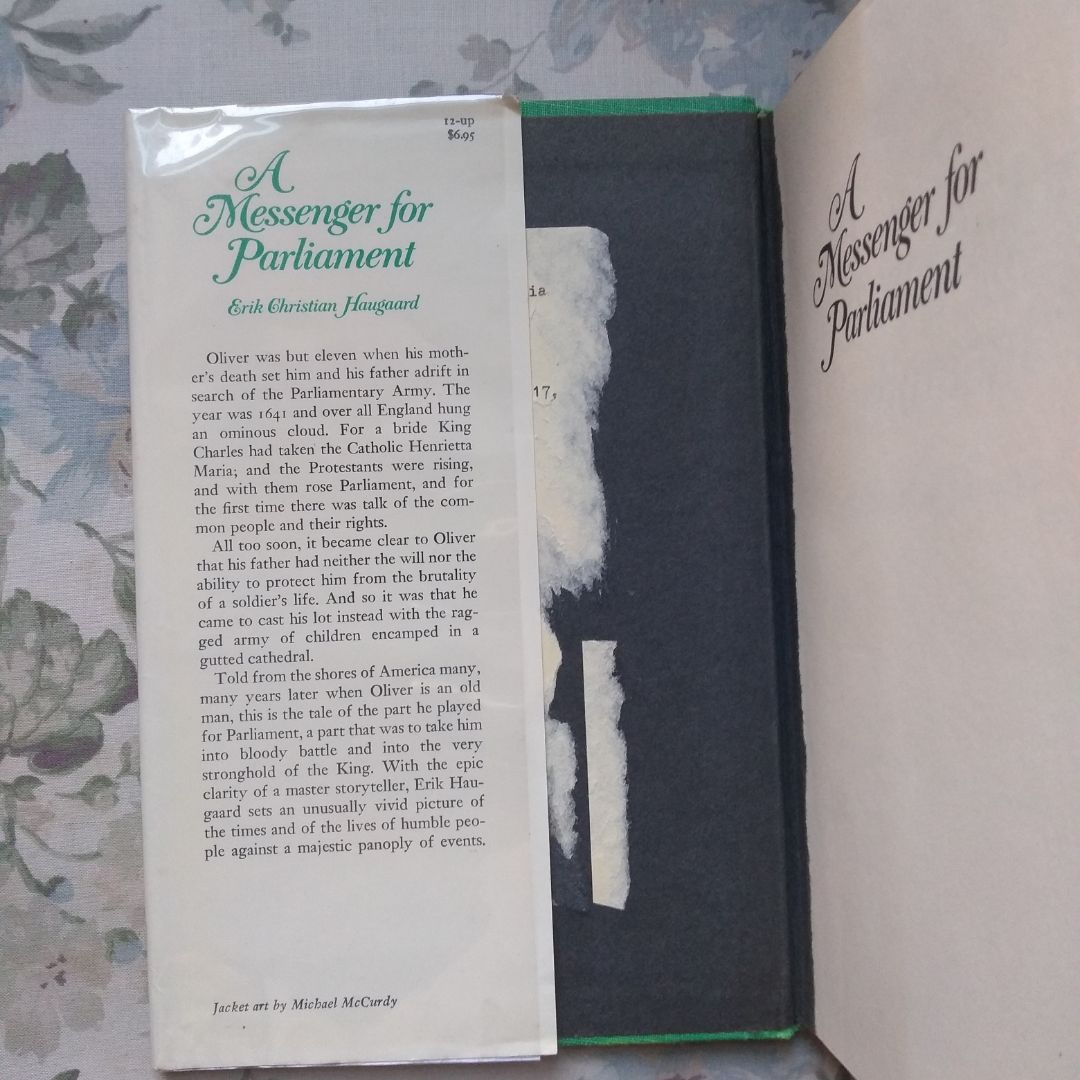 12-up
$6.95
A
Messenger for
Parliament
Erik Christian Haugaard
Oliver was but eleven when his moth-
er's death set him and his father adrift in
search of the Parliamentary Army. The
year was 1641 and over all England hung
an ominous cloud. For a bride King
Charles had taken the Catholic Henrietta
Maria; and the Protestants were rising,
and with them rose Parliament, and for
the first time there was talk of the com-
mon people and their rights.
All too soon, it became clear to Oliver
that his father had neither the will nor the
ability to protect him from the brutality
of a soldier's life. And so it was that he
came to cast his lot instead with the rag-
ged army of children encamped in a
gutted cathedral.
Told from the shores of America many,
many years later when Oliver is an old
man, this is the tale of the part he played
for Parliament, a part that was to take him
into bloody battle and into the very
stronghold of the King. With the epic
clarity of a master storyteller, Erik Hau-
gaard sets an unusually vivid picture of
the times and of the lives of humble peo-
ple against a majestic panoply of events.
Jacket art by Michael McCurdy
ia
17,
A
Messenger for
Parliament